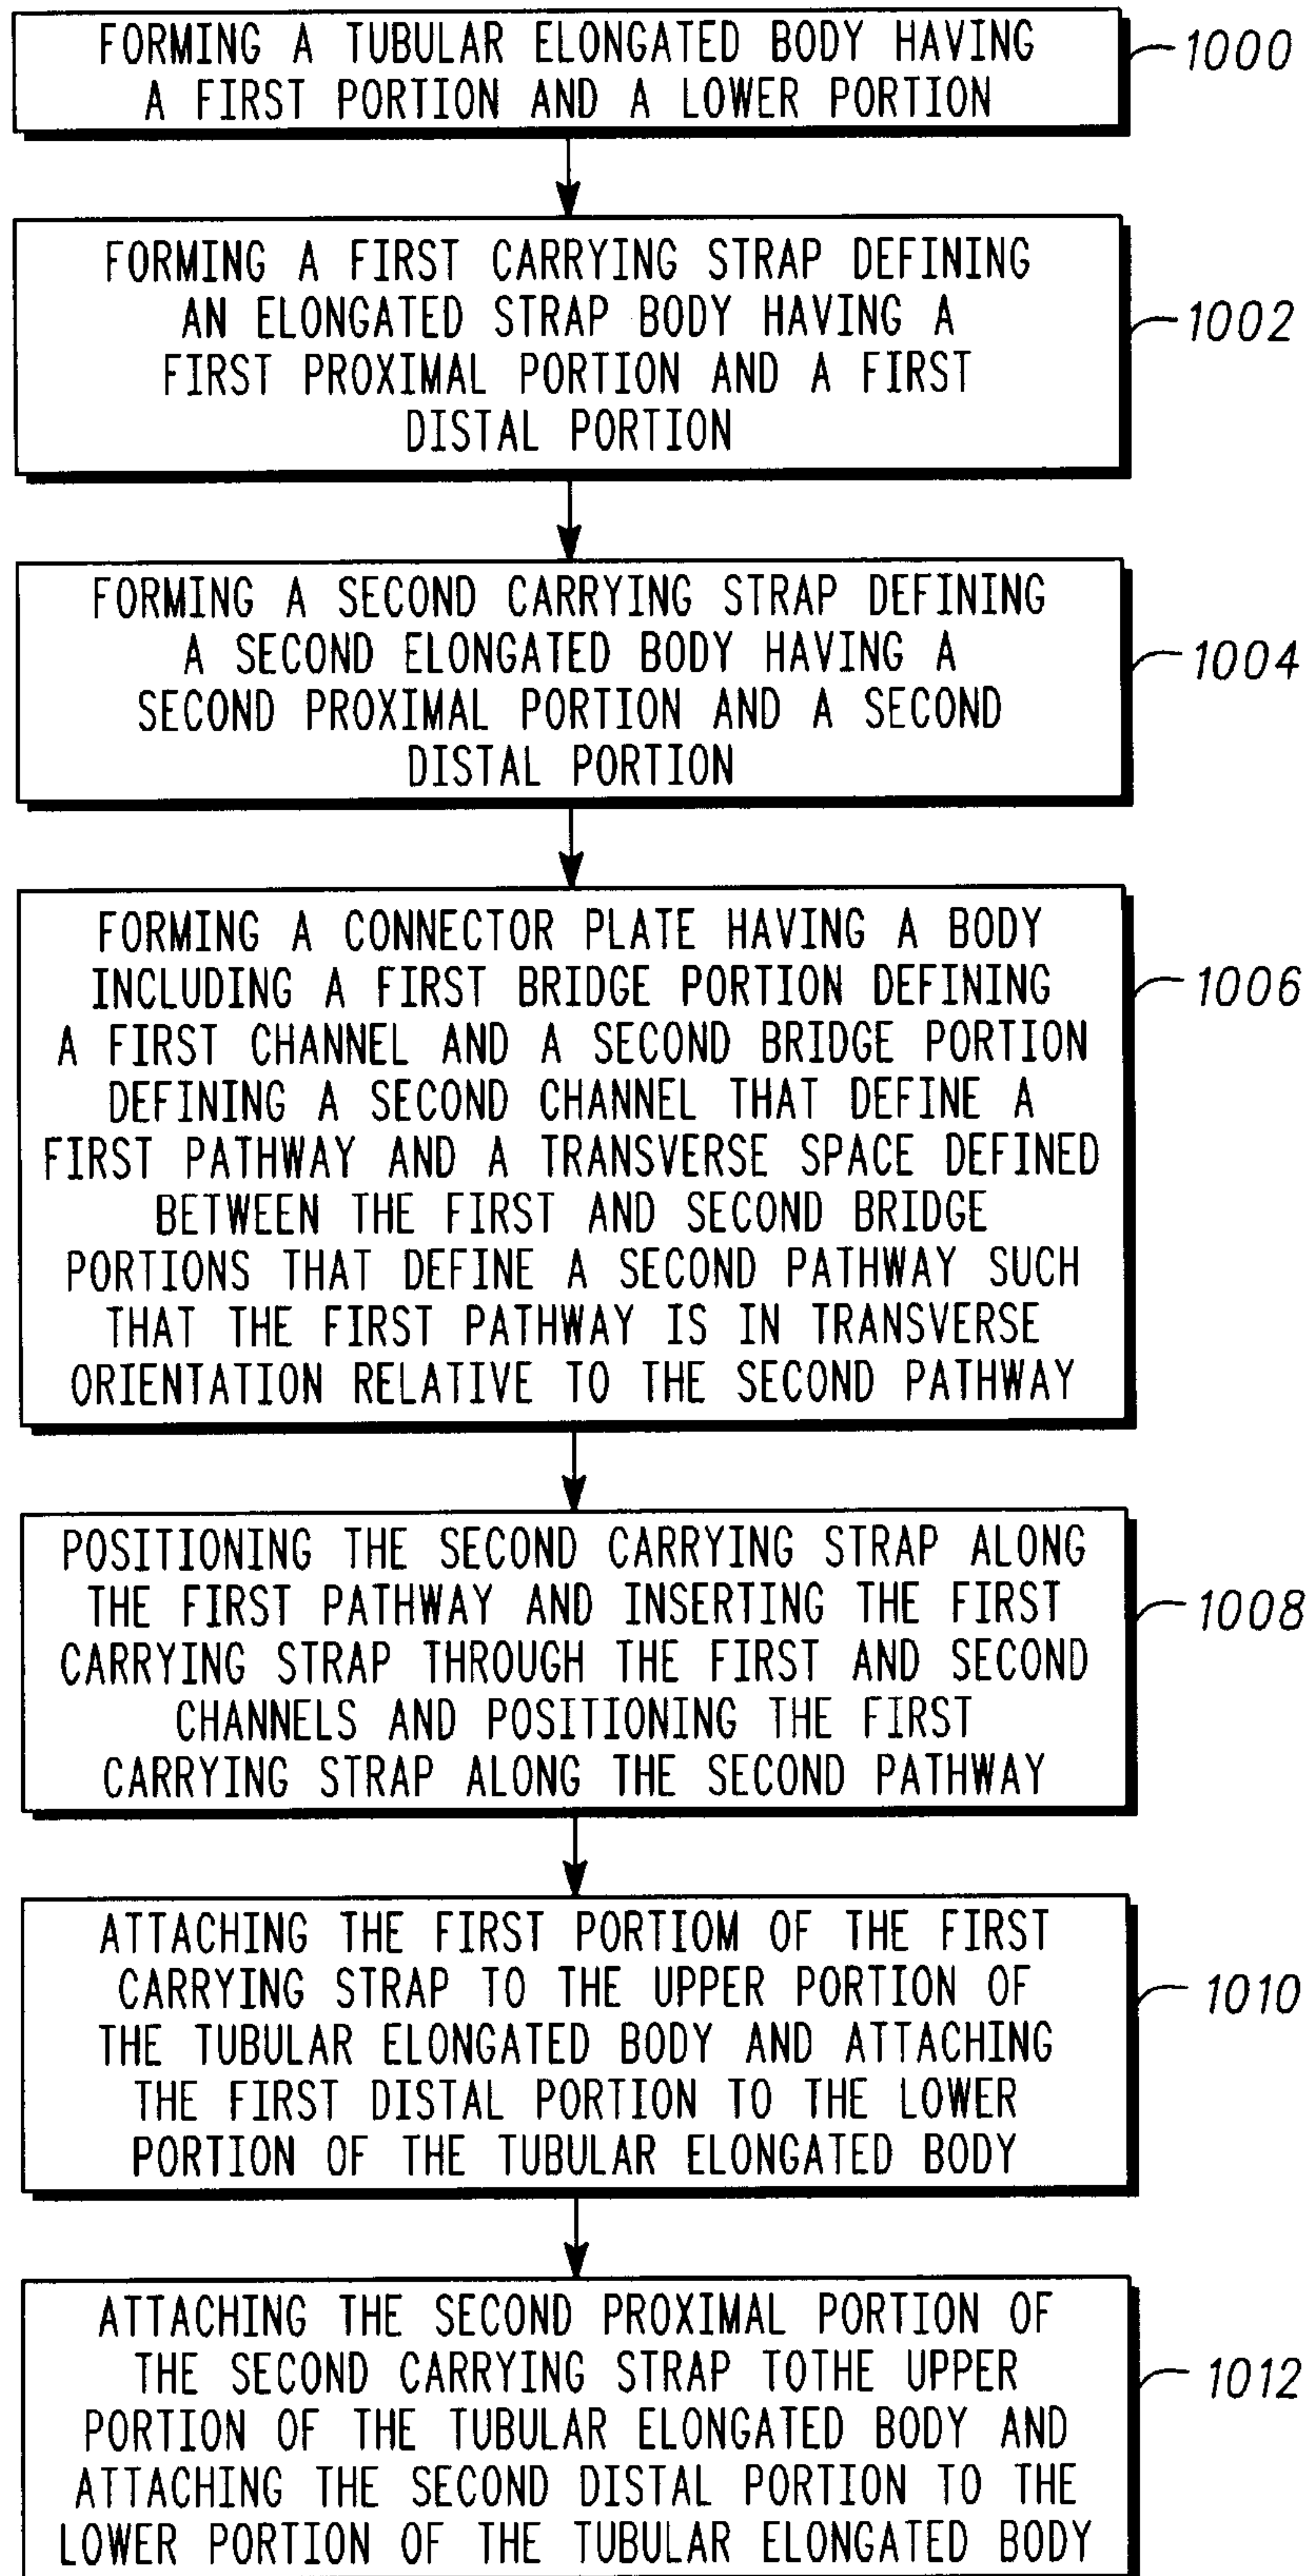 FORMING A TUBULAR ELONGATED BODY HAVING
A FIRST PORTION AND A LOWER PORTION
1000
FORMING A FIRST CARRYING STRAP DEFINING
AN ELONGATED STRAP BODY HAVING A
FIRST PROXIMAL PORTION AND A FIRST
DISTAL PORTION
1002
FORMING A SECOND CARRYING STRAP DEFINING
A SECOND ELONGATED BODY HAVING A
SECOND PROXIMAL PORTION AND A SECOND
DISTAL PORTION
1004
FORMING A CONNECTOR PLATE HAVING A BODY
INCLUDING A FIRST BRIDGE PORTION DEFINING
A FIRST CHANNEL AND A SECOND BRIDGE PORTION
DEFINING A SECOND CHANNEL THAT DEFINE A
FIRST PATHWAY AND A TRANSVERSE SPACE DEFINED
BETWEEN THE FIRST AND SECOND BRIDGE
PORTIONS THAT DEFINE A SECOND PATHWAY SUCH
THAT THE FIRST PATHWAY IS IN TRANSVERSE
ORIENTATION RELATIVE TO THE SECOND PATHWAY
1006
POSITIONING THE SECOND CARRYING STRAP ALONG
THE FIRST PATHWAY AND INSERTING THE FIRST
CARRYING STRAP THROUGH THE FIRST AND SECOND
CHANNELS AND POSITIONING THE FIRST
CARRYING STRAP ALONG THE SECOND PATHWAY
1008
ATTACHING THE FIRST PORTIOM OF THE FIRST
CARRYING STRAP TO THE UPPER PORTION OF
THE TUBULAR ELONGATED BODY AND ATTACHING
THE FIRST DISTAL PORTION TO THE LOWER
PORTION OF THE TUBULAR ELONGATED BODY
1010
ATTACHING THE SECOND PROXIMAL PORTION OF
THE SECOND CARRYING STRAP TOTHE UPPER
PORTION OF THE TUBULAR ELONGATED BODY AND
ATTACHING THE SECOND DISTAL PORTION TO THE
LOWER PORTION OF THE TUBULAR ELONGATED BODY
1012